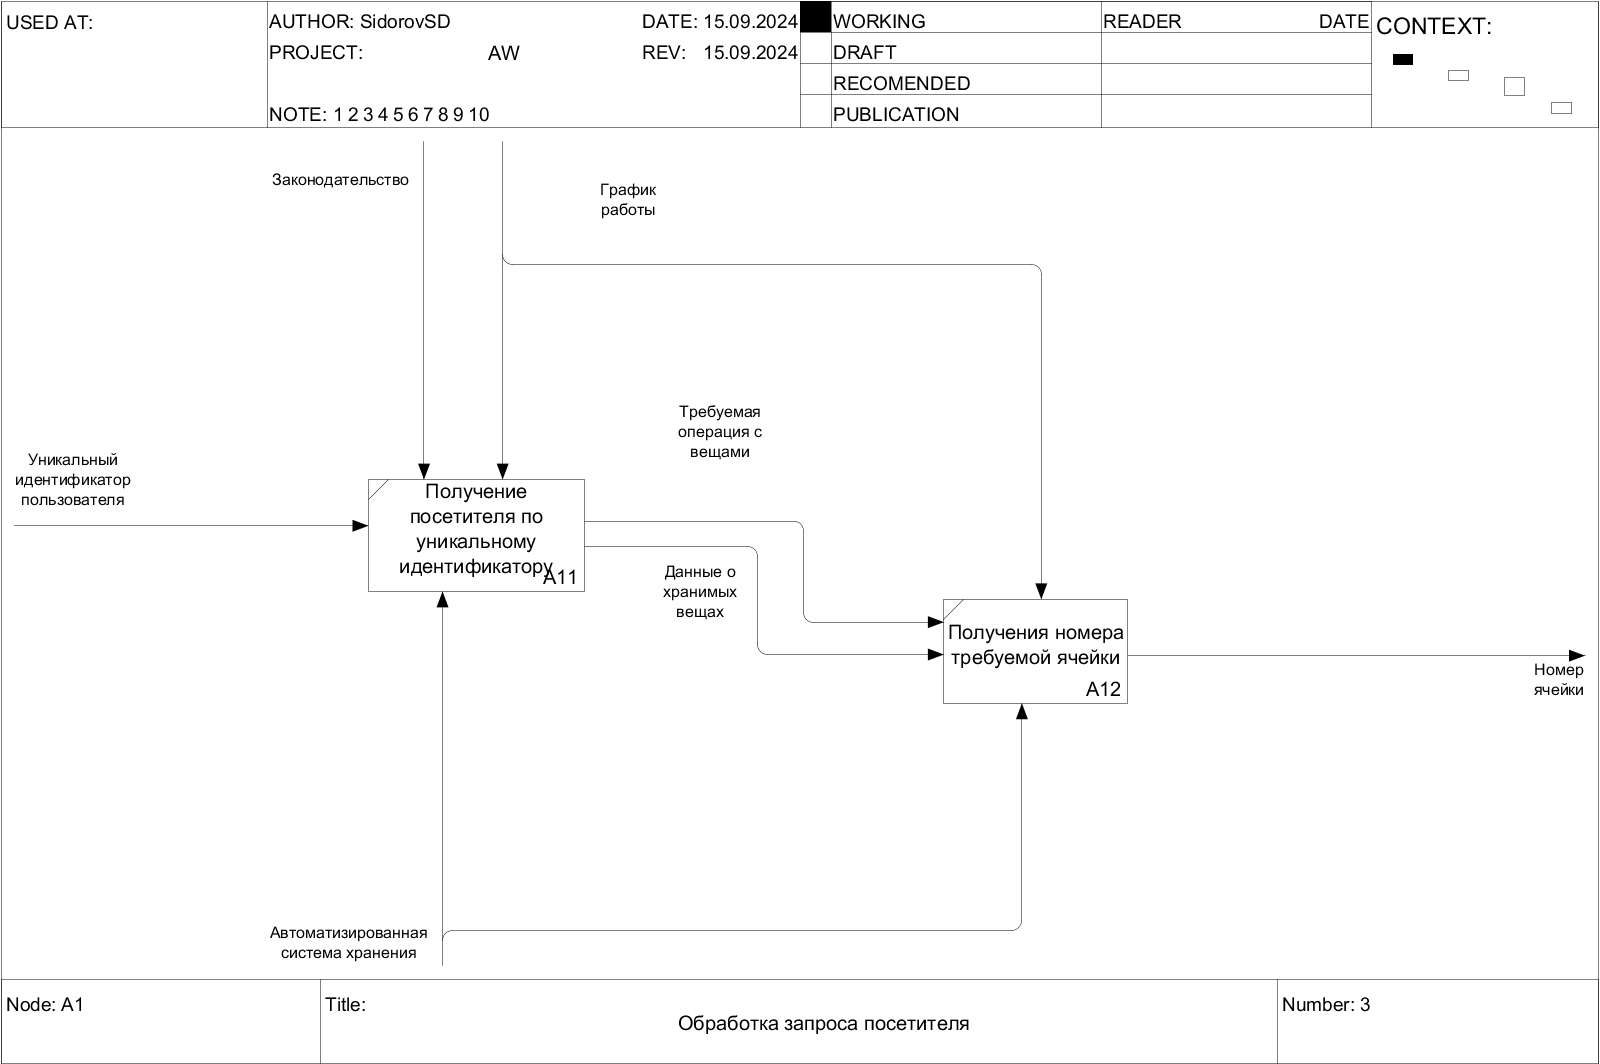 USED AT:
AUTHOR: SidorovSD
DATE: 15.09.2024
PROJECT: AW
REV: 15.09.2024
NOTE: 1 2 3 4 5 6 7 8 9 10
WORKING
DRAFT
RECOMENDED
PUBLICATION
READER
DATE
CONTEXT:
Законодательство
График
работы
Требуемая
операция с
вещами
Уникальный
идентификатор
пользователя
Получение
посетителя по
уникальному
идентификатору
A11
Данные о
хранимых
вещах
Получения номера
требуемой ячейки
A12
Номер
ячейки
Автоматизированная
система хранения
Node: A1
Title:
Обработка запроса посетителя
Number: 3